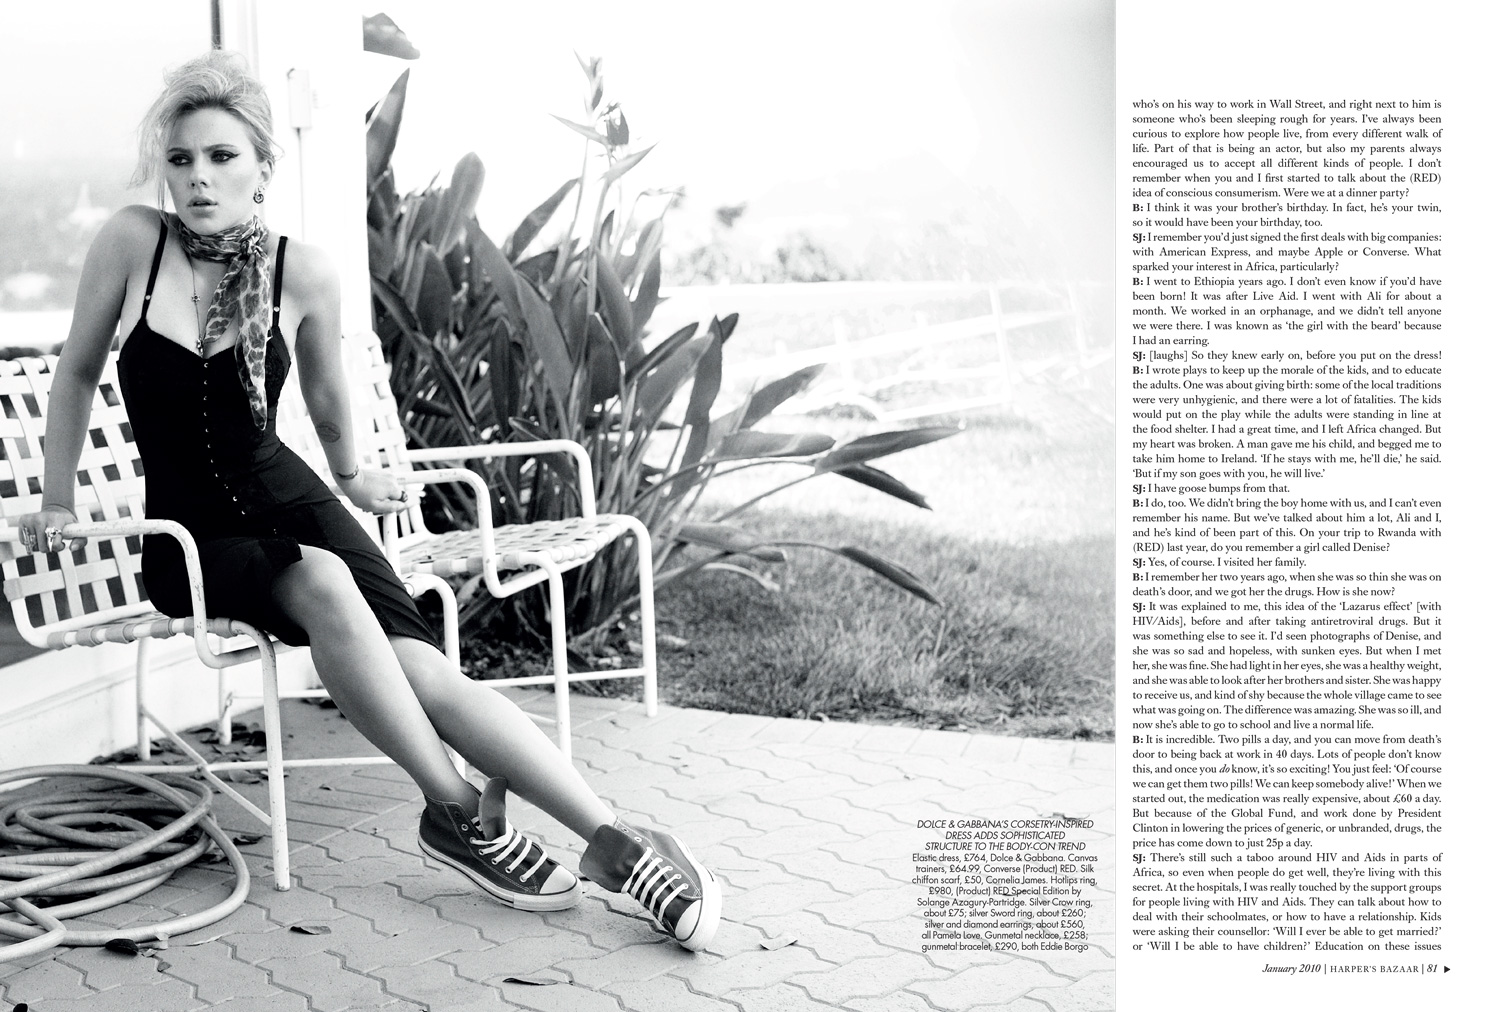 who's on his way to work in Wall Street, and right next to him is
someone who's been sleeping rough for years. I've always been
curious to explore how people live, from every different walk of
life. Part of that is being an actor, but also my parents always
encouraged us to accept all different kinds of people. I don't
remember when you and I first started to talk about the (RED)
idea of conscious consumerism. Were we at a dinner party?
B: I think it was your brother's birthday. In fact, he's your twin,
so it would have been your birthday, too.
SJ: I remember you'd just signed the first deals with big companies:
with American Express, and maybe Apple or Converse. What
sparked your interest in Africa, particularly?
B: I went to Ethiopia years ago. I don't even know if you'd have
been born! It was after Live Aid. I went with Ali for about a
month. We worked in an orphanage, and we didn't tell anyone
we were there. I was known as 'the girl with the beard' because
I had an earring.
SJ: [laughs] So they knew early on, before you put on the dress!
B: I wrote plays to keep up the morale of the kids, and to educate
the adults. One was about giving birth: some of the local traditions
were very unhygienic, and there were a lot of fatalities. The kids
would put on the play while the adults were standing in line at
the food shelter. I had a great time, and I left Africa changed. But
my heart was broken. A man gave me his child, and begged me to
take him home to Ireland. 'If he stays with me, he'll die,' he said.
'But if my son goes with you, he will live.'
SJ: I have goose bumps from that.
B: I do, too. We didn't bring the boy home with us, and I can't even
remember his name. But we've talked about him a lot, Ali and I,
and he's kind of been part of this. On your trip to Rwanda with
(RED) last year, do you remember a girl called Denise?
SJ: Yes, of course. I visited her family.
B: I remember her two years ago, when she was so thin she was on
death's door, and we got her the drugs. How is she now?
SJ: It was explained to me, this idea of the 'Lazarus effect' [with
HIV/Aids], before and after taking antiretroviral drugs. But it
was something else to see it. I'd seen photographs of Denise, and
she was so sad and hopeless, with sunken eyes. But when I met
her, she was fine. She had light in her eyes, she was a healthy weight,
and she was able to look after her brothers and sister. She was happy
to receive us, and kind of shy because the whole village came to see
what was going on. The difference was amazing. She was so ill, and
now she's able to go to school and live a normal life.
B: It is incredible. Two pills a day, and you can move from death's
door to being back at work in 40 days. Lots of people don't know
this, and once you do know, it's so exciting! You just feel: 'Of course
we can get them two pills! We can keep somebody alive!' When we
started out, the medication was really expensive, about £60 a day.
But because of the Global Fund, and work done by President
Clinton in lowering the prices of generic, or unbranded, drugs, the
price has come down to just 25p a day.
SJ: There's still such a taboo around HIV and Aids in parts of
Africa, so even when people do get well, they're living with this
secret. At the hospitals, I was really touched by the support groups
for people living with HIV and Aids. They can talk about how to
deal with their schoolmates, or how to have a relationship. Kids
were asking their counsellor: 'Will I ever be able to get married?'
or 'Will I be able to have children?' Education on these issues
DOLCE & GABBANA'S CORSETRY-INSPIRED
DRESS ADDS SOPHISTICATED
STRUCTURE TO THE BODY-CON TREND
Elastic dress, £764, Dolce & Gabbana. Canvas
trainers, £64.99, Converse (Product) RED. Silk
chiffon scarf, £50, Cornelia James. Hotlips ring,
£980, (Product) RED Special Edition by
Solange Azagury-Partridge. Silver Crow ring,
about £75; silver Sword ring, about £260;
silver and diamond earrings, about £560,
all Pamela Love. Gunmetal necklace, £258;
gunmetal bracelet, £290, both Eddie Borgo
January 2010 | HARPER'S BAZAAR | 81 ▶